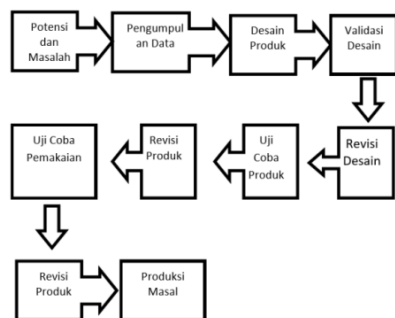 Potensi
dan
Masalah
Pengumpul
an Data
Desain
Produk
Validasi
Desain
Uji Coba
Pemakaian
Revisi
Produk
Uji
Coba
Produk
Revisi
Desain
Revisi
Produk
Produksi
Masal